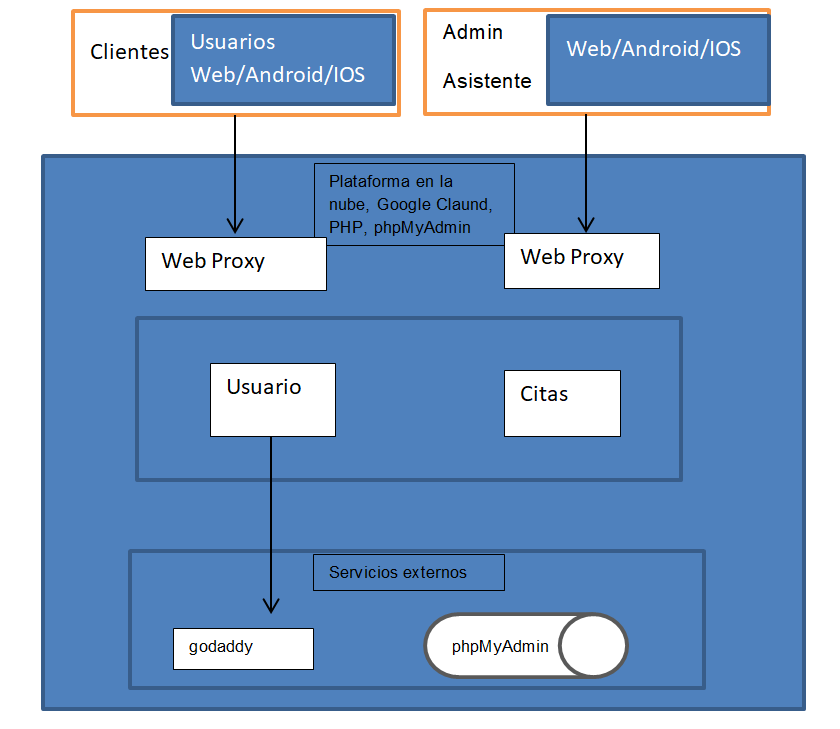 Clientes
Usuarios
Web/Android/IOS
Admin
Asistente
Web/Android/IOS
Plataforma en la
nube, Google Claund,
PHP, phpMyAdmin
Web Proxy
Web Proxy
Usuario
Citas
Servicios externos
godaddy
phpMyAdmin